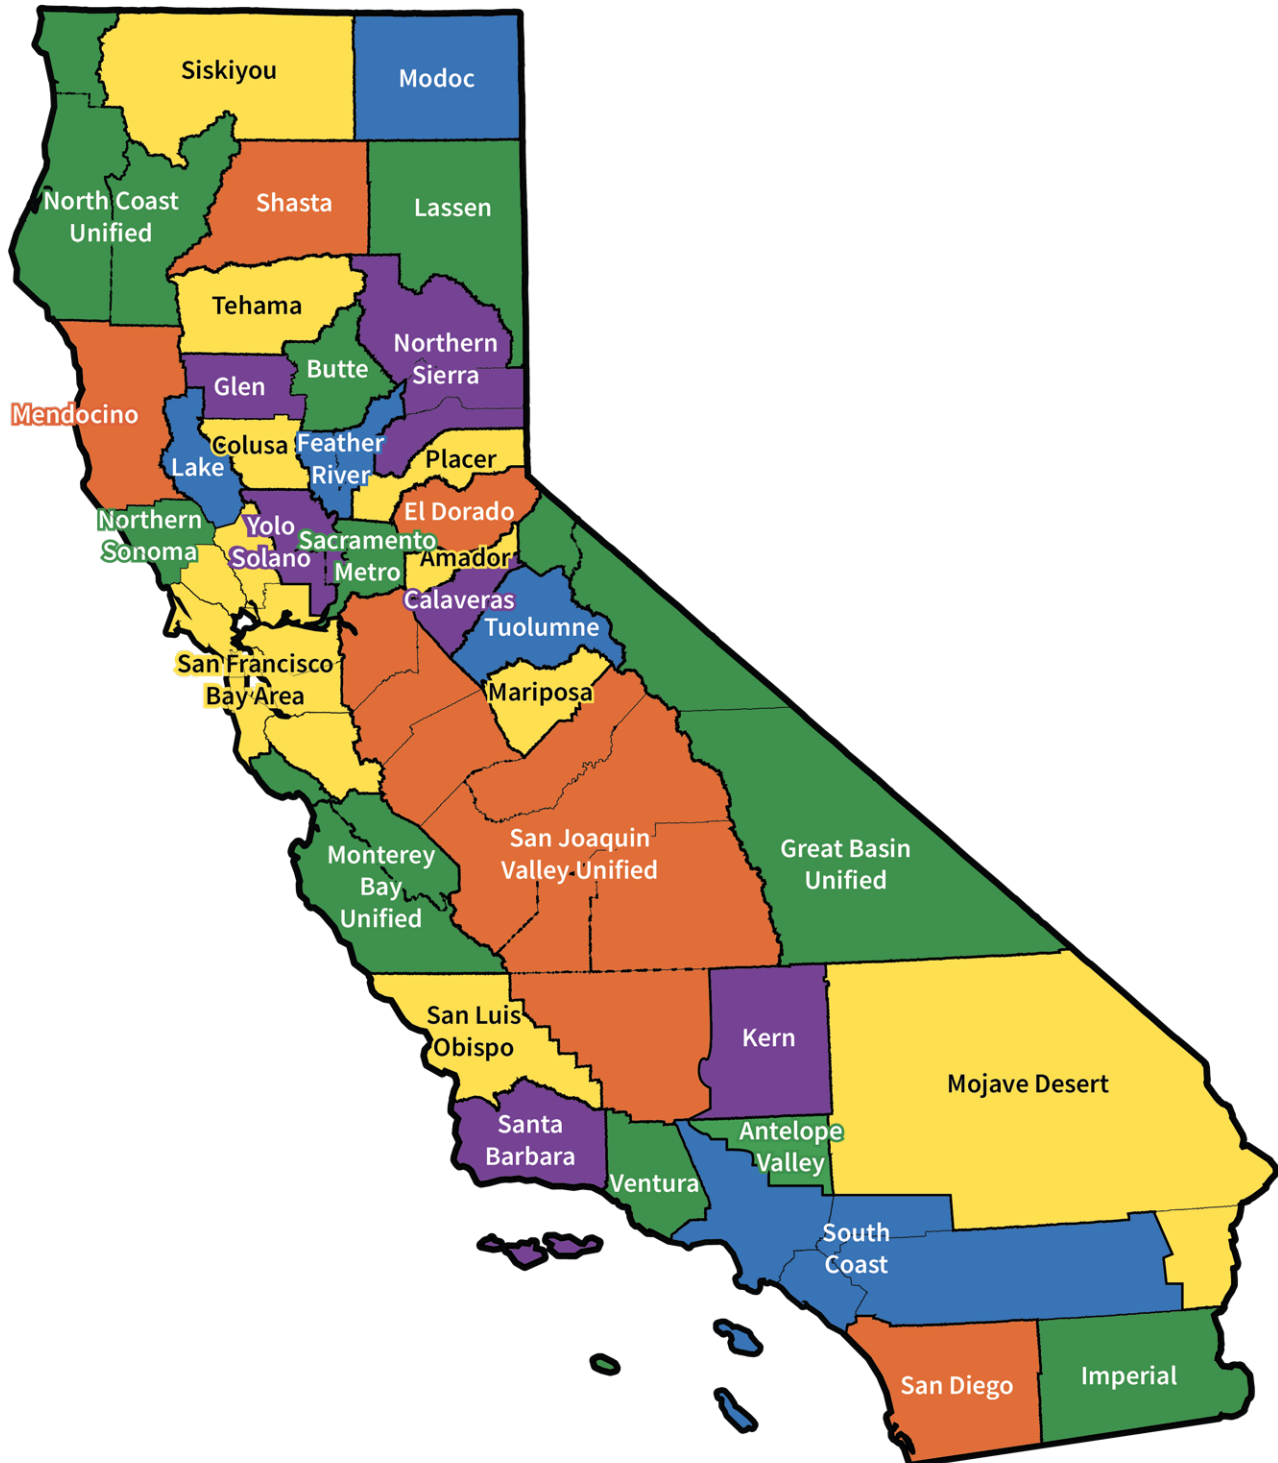 Siskiyou
Modoc
North Coast
Unified
Shasta
Lassen
Tehama
Northern
Sierra
Butte
Glen
Mendocino
Colusa
Feather
River
Lake
Placer
El Dorado
Northern
Sonoma
Yolo
Solano
Sacramento
Metro
Amador
Calaveras
Tuolumne
San Francisco
Bay Area
Mariposa
San Joaquin
Valley Unified
Great Basin
Unified
Monterey
Bay
Unified
San Luis
Obispo
Kern
Mojave Desert
Santa
Barbara
Antelope
Valley
Ventura
South
Coast
San Diego
Imperial